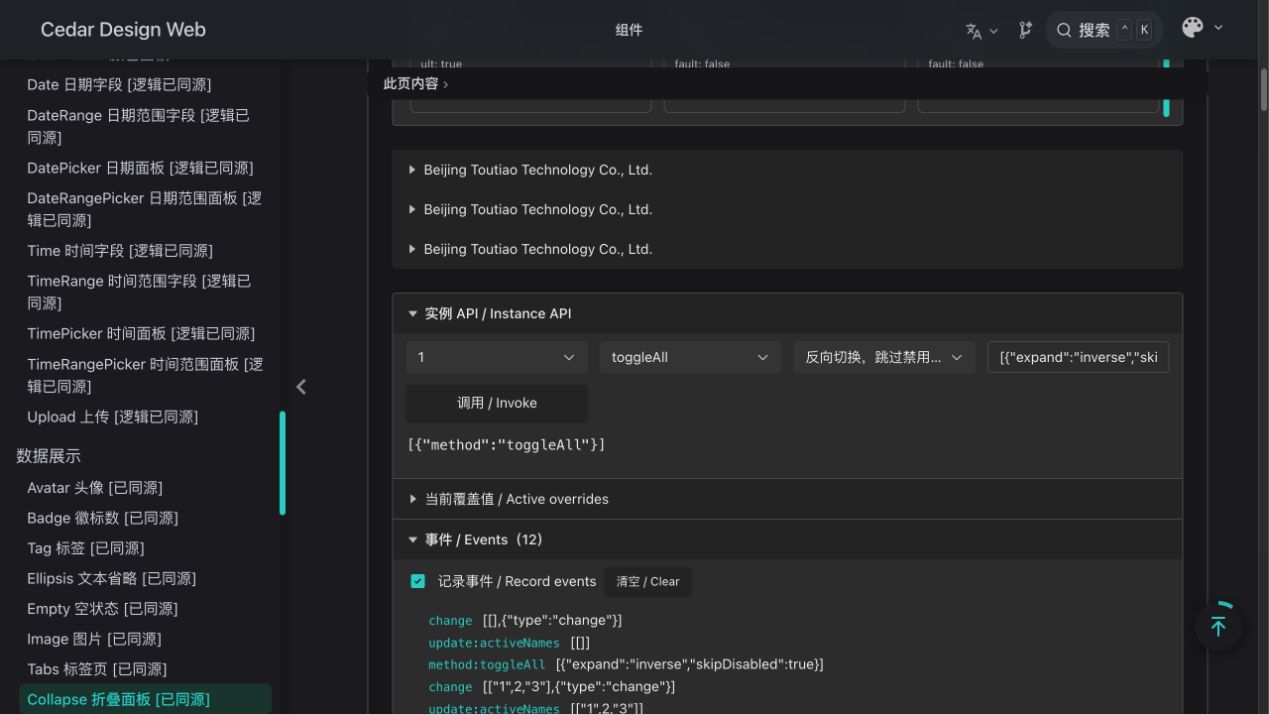 Cedar Design Web
组件
搜索 ^ K
Date 日期字段 [逻辑已同源]
DateRange 日期范围字段 [逻辑已
同源]
DatePicker 日期面板 [逻辑已同源]
DateRangePicker 日期范围面板 [逻
辑已同源]
Time 时间字段 [逻辑已同源]
TimeRange 时间范围字段 [逻辑已
同源]
TimePicker 时间面板 [逻辑已同源]
TimeRangePicker 时间范围面板 [逻
辑已同源]
Upload 上传 [逻辑已同源]
数据展示
Avatar 头像 [已同源]
Badge 徽标数 [已同源]
Tag 标签 [已同源]
Ellipsis 文本省略 [已同源]
Empty 空状态 [已同源]
Image 图片 [已同源]
Tabs 标签页 [已同源]
Collapse 折叠面板 [已同源]
ult: true
fault: false
fault: false
此页内容
Beijing Toutiao Technology Co., Ltd.
Beijing Toutiao Technology Co., Ltd.
Beijing Toutiao Technology Co., Ltd.
实例 API / Instance API
1
toggleAll
反向切换，跳过禁用...
[{"expand":"inverse","ski
调用 / Invoke
[{"method":"toggleAll"}]
当前覆盖值 / Active overrides
事件 / Events（12）
记录事件 / Record events
清空 / Clear
change [[],{"type":"change"}]
update:activeNames [[]]
method:toggleAll [{"expand":"inverse","skipDisabled":true}]
change [["1",2,"3"],{"type":"change"}]
update:activeNames [["1",2,"3"]]